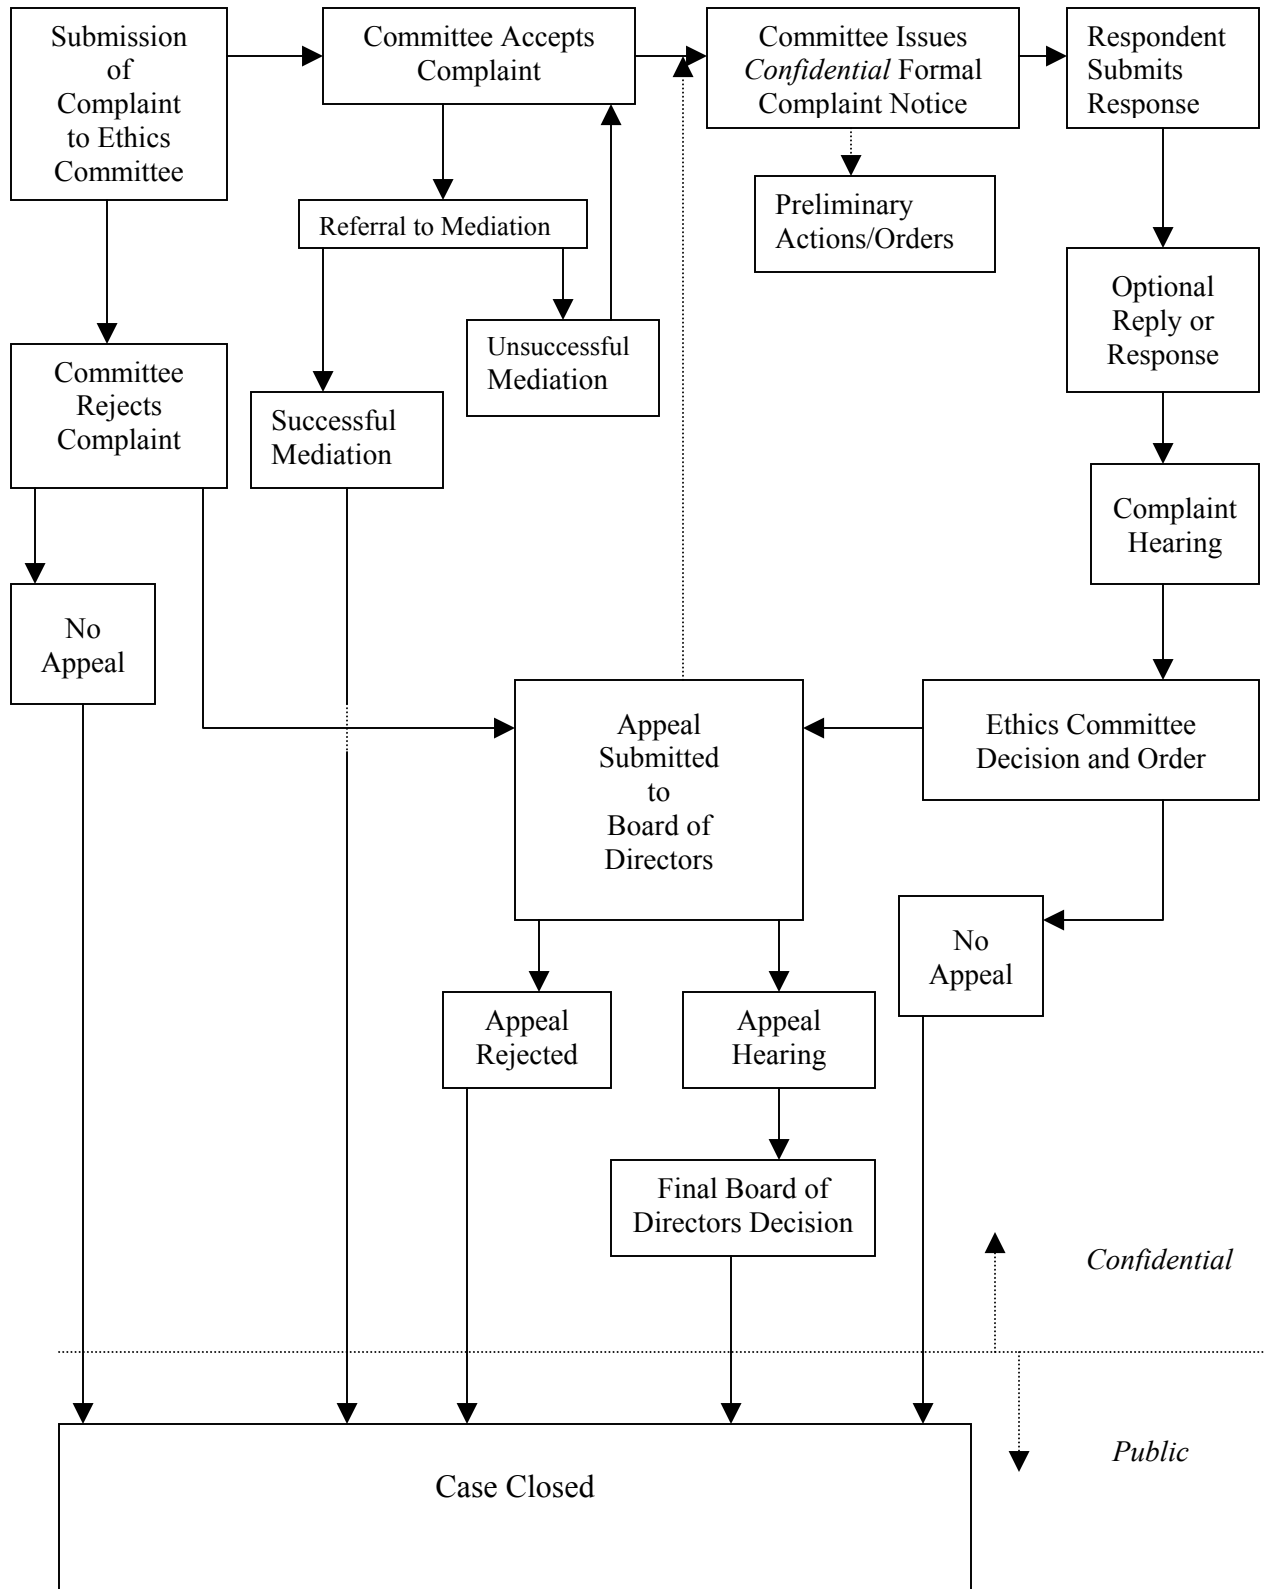 Submission
of
Complaint
to Ethics
Committee
Committee Accepts
Complaint
Committee Issues
Confidential Formal
Complaint Notice
Respondent
Submits
Response
Referral to Mediation
Preliminary
Actions/Orders
Optional
Reply or
Response
Unsuccessful
Mediation
Committee
Rejects
Complaint
Successful
Mediation
Complaint
Hearing
No
Appeal
Appeal
Submitted
to
Board of
Directors
Ethics Committee
Decision and Order
No
Appeal
Appeal
Rejected
Appeal
Hearing
Final Board of
Directors Decision
Confidential
Public
Case Closed